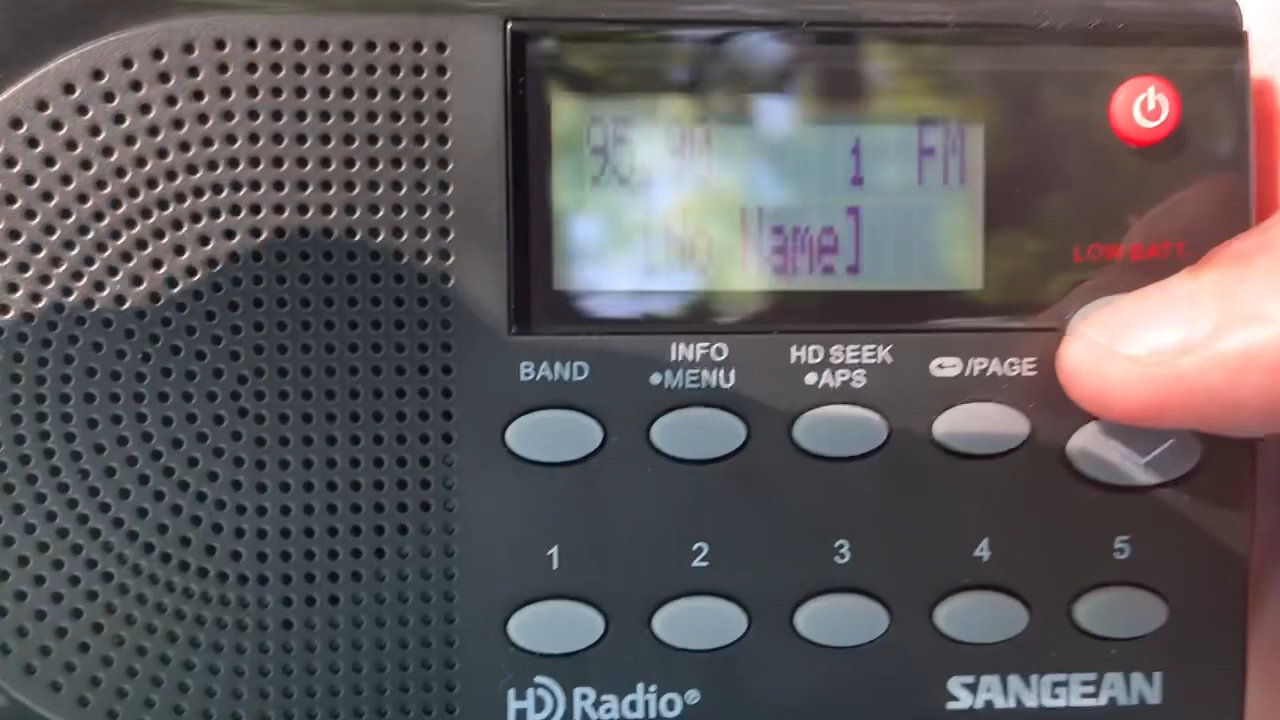 1 FM
Name]
LOW BATT.
BAND
INFO
•MENU
HD SEEK
•APS
/PAGE
1 2 3 4 5
HD Radio®
SANGEAN